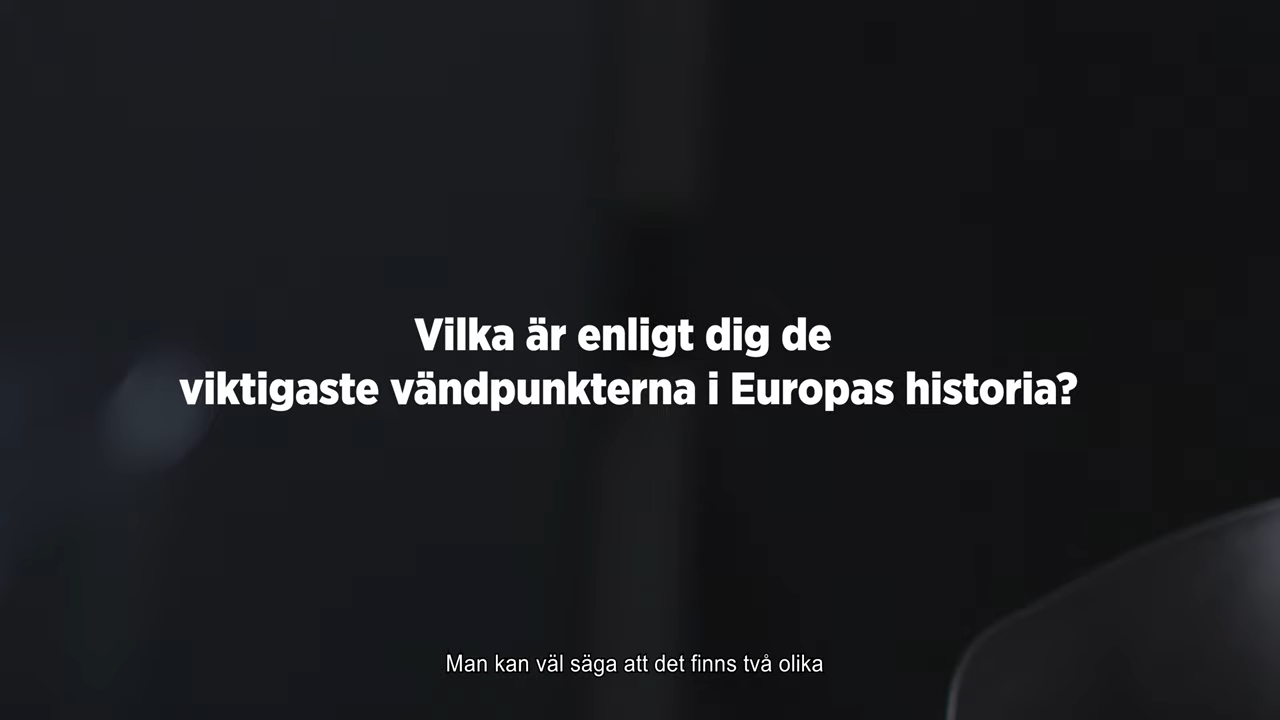 Vilka är enligt dig de
viktigaste vändpunkterna i Europas historia?
Man kan väl säga att det finns två olika